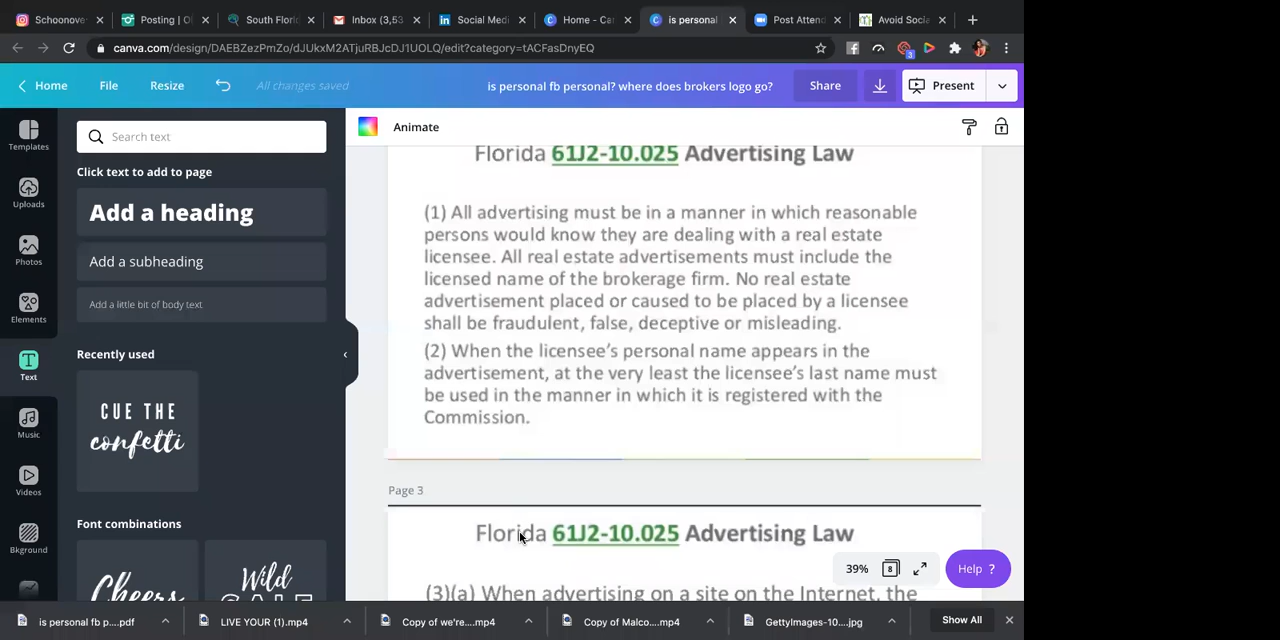 Schoonove
Posting | O
South Flori
Inbox (3,53
Social Medi
Home - Ca
is personal
Post Attend
Avoid Socia
canva.com/design/DAEBZezPmZo/dJUkxM2ATjuRBJcDJ1UOLQ/edit?category=tACFasDnyEQ
3
Home
File
Resize
All changes saved
is personal fb personal? where does brokers logo go?
Share
Present
Templates
Uploads
Photos
Elements
Text
Music
Videos
Bkground
Search text
Click text to add to page
Add a heading
Add a subheading
Add a little bit of body text
Recently used
CUE THE
confetti
Font combinations
Cheers
Wild
Animate
Florida 61J2-10.025 Advertising Law
(1) All advertising must be in a manner in which reasonable
persons would know they are dealing with a real estate
licensee. All real estate advertisements must include the
licensed name of the brokerage firm. No real estate
advertisement placed or caused to be placed by a licensee
shall be fraudulent, false, deceptive or misleading.
(2) When the licensee's personal name appears in the
advertisement, at the very least the licensee's last name must
be used in the manner in which it is registered with the
Commission.
Page 3
Florida 61J2-10.025 Advertising Law
(3)(a) When advertising on a site on the Internet, the
39%
8
Help ?
is personal fb p....pdf
LIVE YOUR (1).mp4
Copy of we're....mp4
Copy of Malco....mp4
GettyImages-10....jpg
Show All